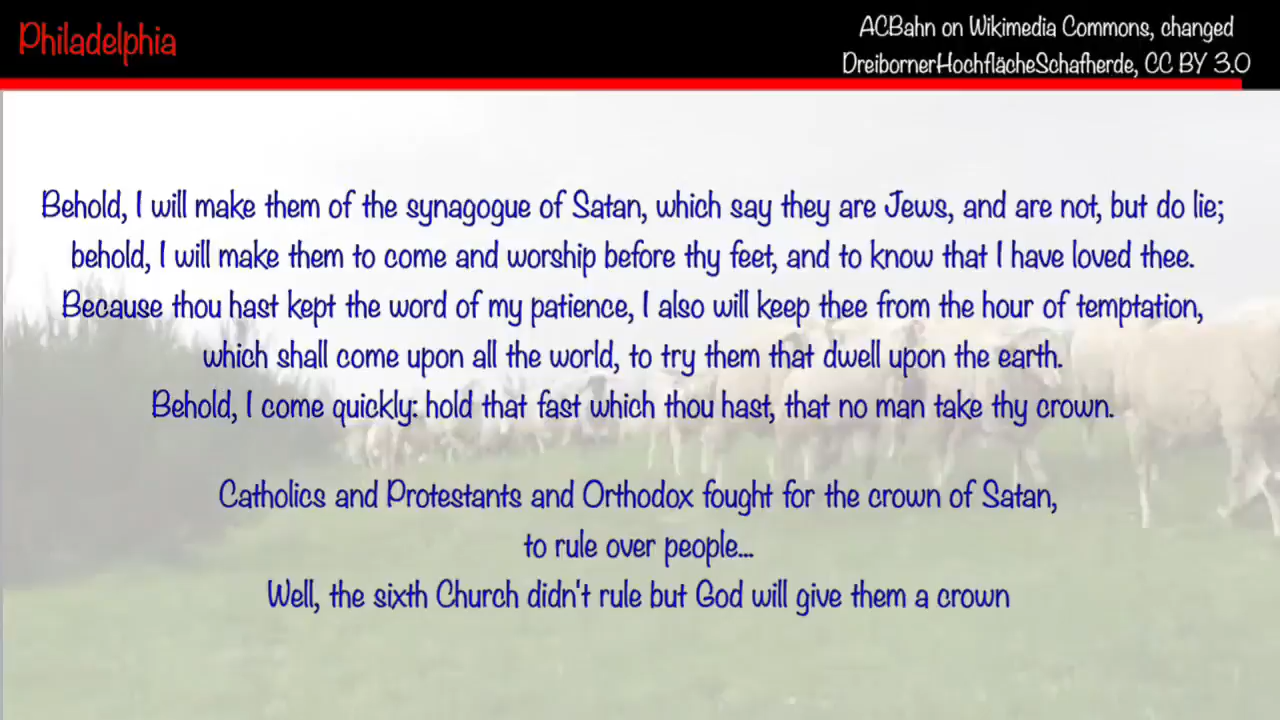 Philadelphia
ACBahn on Wikimedia Commons, changed
DreibornerHochflächeSchafherde, CC BY 3.0
Behold, I will make them of the synagogue of Satan, which say they are Jews, and are not, but do lie;
behold, I will make them to come and worship before thy feet, and to know that I have loved thee.
Because thou hast kept the word of my patience, I also will keep thee from the hour of temptation,
which shall come upon all the world, to try them that dwell upon the earth.
Behold, I come quickly: hold that fast which thou hast, that no man take thy crown.
Catholics and Protestants and Orthodox fought for the crown of Satan,
to rule over people...
Well, the sixth Church didn't rule but God will give them a crown